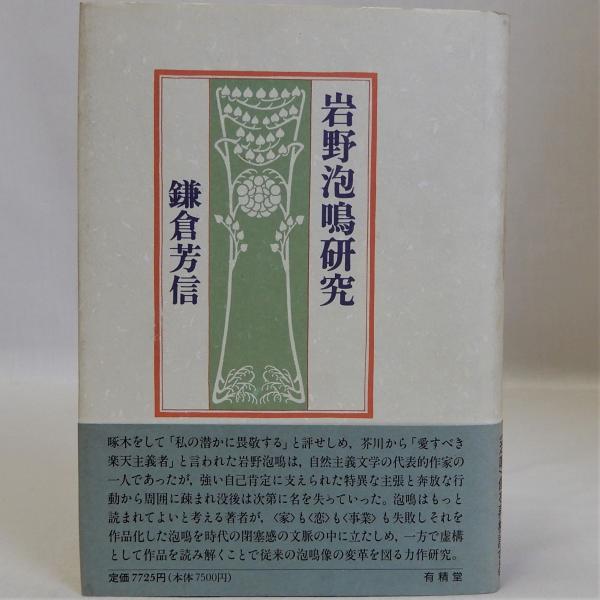 岩野泡鳴研究
鎌倉芳信
啄木をして「私の潜かに畏敬する」と評せしめ、芥川から「愛すべき
楽天主義者」と言われた岩野泡鳴は、自然主義文学の代表的作家の
一人であったが、強い自己肯定に支えられた特異な主張と奔放な行
動から周囲に疎まれ没後は次第に名を失っていった。泡鳴はもっと
読まれてよいと考える著者が、〈家〉も〈恋〉も〈事業〉も失敗しそれを
作品化した泡鳴を時代の閉塞感の文脈の中に立たしめ、一方で虚構
として作品を読み解くことで従来の泡鳴像の変革を図る力作研究。
定価7725円(本体7500円)
有精堂